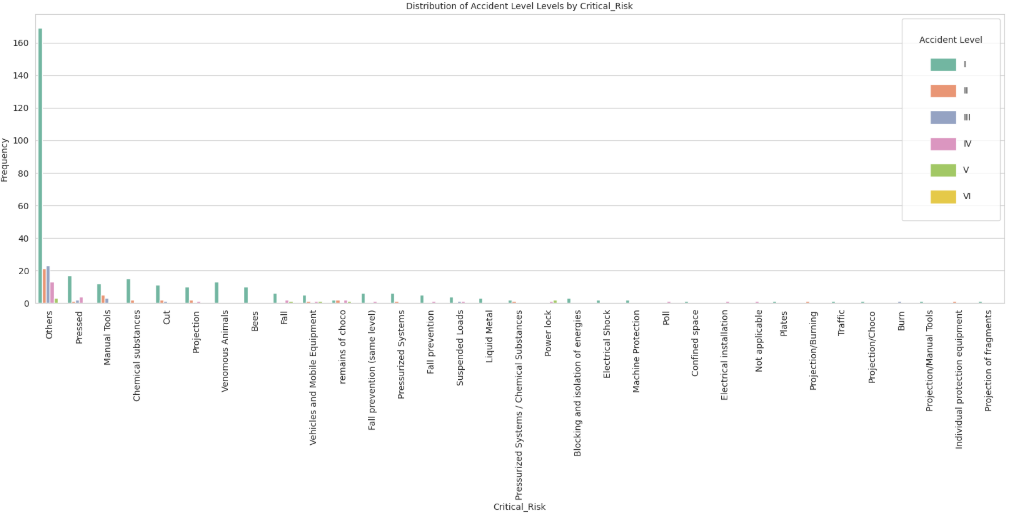 Distribution of Accident Level Levels by Critical_Risk
Accident Level
I
II
III
IV
V
VI
Frequency
160
140
120
100
80
60
40
20
0
Others
Pressed
Manual Tools
Chemical substances
Cut
Projection
Venomous Animals
Bees
Fall
Vehicles and Mobile Equipment
remains of choco
Fall prevention (same level)
Pressurized Systems
Fall prevention
Suspended Loads
Liquid Metal
Pressurized Systems / Chemical Substances
Power lock
Blocking and isolation of energies
Electrical Shock
Machine Protection
Poll
Confined space
Electrical installation
Not applicable
Plates
Projection/Burning
Traffic
Projection/Choco
Burn
Projection/Manual Tools
Individual protection equipment
Projection of fragments
Critical_Risk